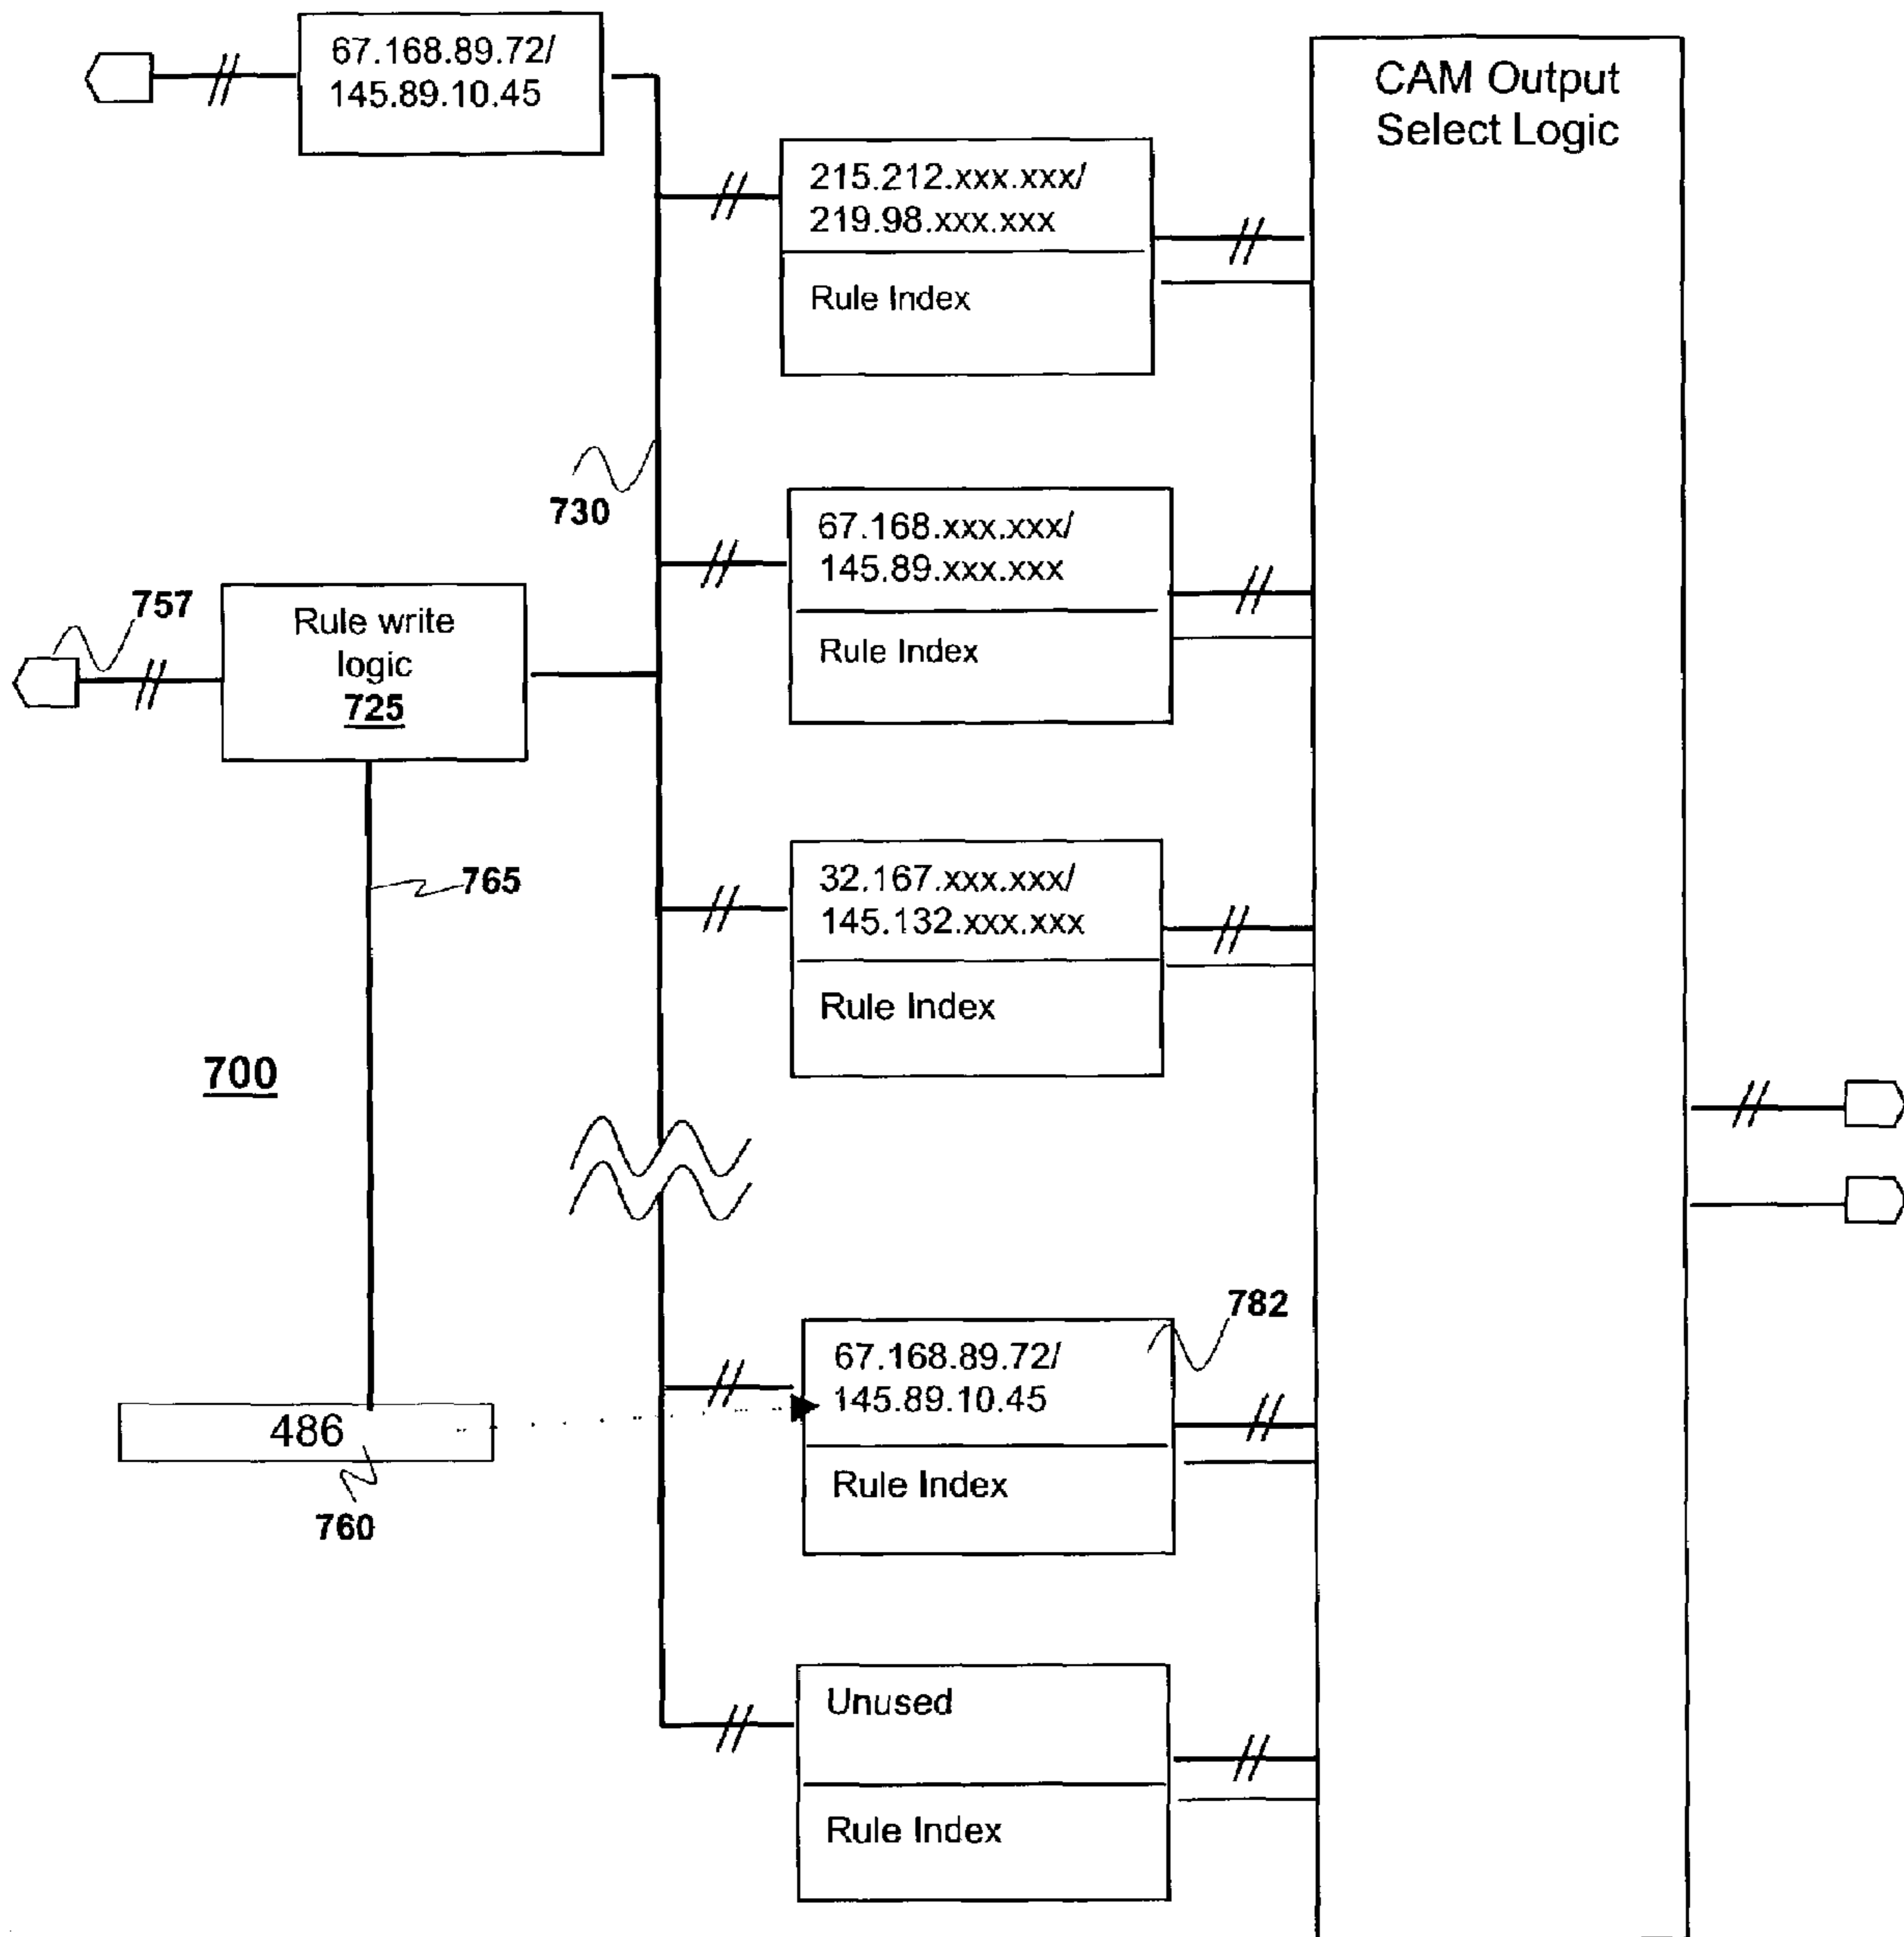 67.168.89.72/
145.89.10.45
CAM Output
Select Logic
215.212.xxx.xxx/
219.98.xxx.xxx
Rule Index
730
67.168.xxx.xxx/
145.89.xxx.xxx
Rule Index
757
Rule write
logic
725
765
32.167.xxx.xxx/
145.132.xxx.xxx
Rule Index
700
782
67.168.89.72/
145.89.10.45
Rule Index
486
760
Unused
Rule Index